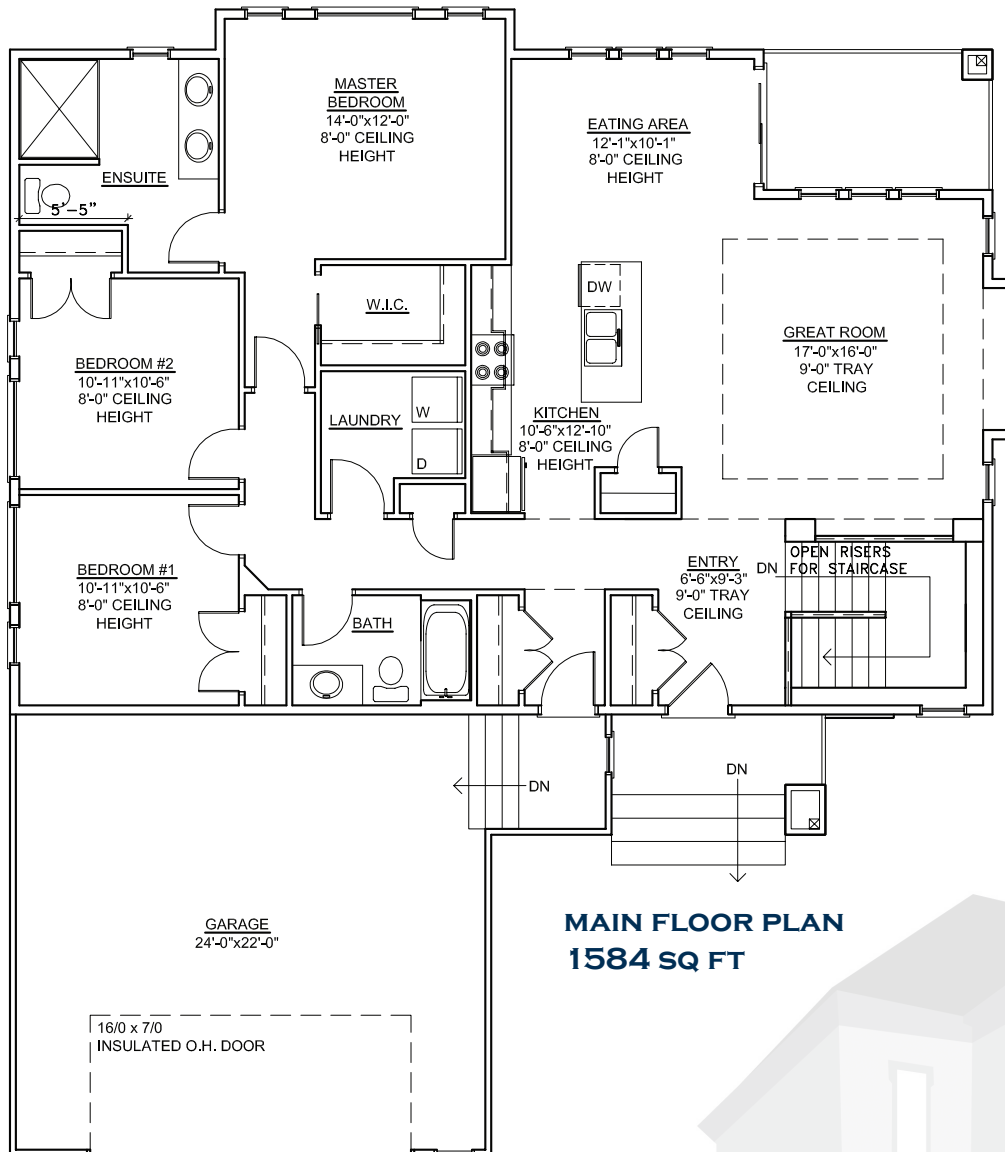 MASTER
BEDROOM
14'-0"x12'-0"
8'-0" CEILING
HEIGHT
EATING AREA
12'-1"x10'-1"
8'-0" CEILING
HEIGHT
ENSUITE
5'-5"
W.I.C.
DW
GREAT ROOM
17'-0"x16'-0"
9'-0" TRAY
CEILING
BEDROOM #2
10'-11"x10'-6"
8'-0" CEILING
HEIGHT
LAUNDRY
W
D
KITCHEN
10'-6"x12'-10"
8'-0" CEILING
HEIGHT
BEDROOM #1
10'-11"x10'-6"
8'-0" CEILING
HEIGHT
ENTRY
6'-6"x9'-3"
9'-0" TRAY
CEILING
DN
OPEN RISERS
FOR STAIRCASE
BATH
DN
DN
GARAGE
24'-0"x22'-0"
16/0 x 7/0
INSULATED O.H. DOOR
MAIN FLOOR PLAN
1584 SQ FT